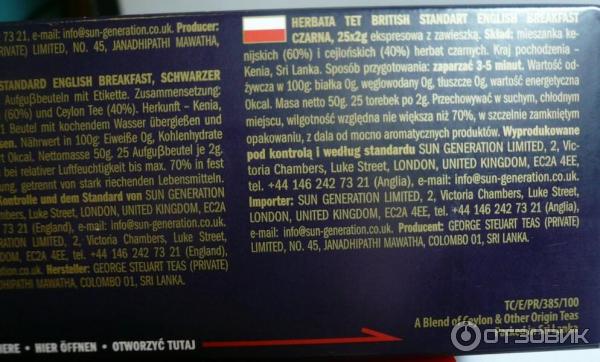 73 21, e-mail: info@sun-generation.co.uk. Producer:
PRIVATE) LIMITED, NO. 45, JANADHIPATHI MAWATHA,
STANDARD ENGLISH BREAKFAST, SCHWARZER
Aufgußbeuteln mit Etikette. Zusammensetzung:
(60%) und Ceylon Tee (40%). Herkunft – Kenia,
1 Beutel mit kochendem Wasser übergießen und
sen. Nährwert in 100g: Eiweiße 0g, Kohlenhydrate
rt Okcal. Nettomasse 50g, 25 Aufgußbeutel je 2g.
bei relativer Luftfeuchtigkeit bis max. 70% in fest
ung, getrennt von stark riechenden Lebensmitteln.
Kontrolle und dem Standard von SUN GENERATION
Chambers, Luke Street, LONDON, UNITED KINGDOM, EC2A
73 21 (England), e-mail: info@sun-generation.co.uk
GENERATION LIMITED, 2, Victoria Chambers, Luke Street,
UNITED KINGDOM, EC2A 4EE, tel. +44 146 242 73 21 (England),
Hersteller: GEORGE STEUART TEAS (PRIVATE)
DHIPATHI MAWATHA, COLOMBO 01, SRI LANKA.
HERBATA TET BRITISH STANDART ENGLISH BREAKFAST
CZARNA, 25x2g ekspresowa z zawieszką. Skład: mieszanka ke-
nijskich (60%) i cejlońskich (40%) herbat czarnych. Kraj pochodzenia -
Kenia, Sri Lanka. Sposób przygotowania: zaparzać 3-5 minut. Wartość od-
żywcza w 100g: białka 0g, węglowodany 0g, tłuszcze 0g, wartość energetyczna
Okcal. Masa netto 50g. 25 torebek po 2g. Przechowywać w suchym, chłodnym
miejscu, wilgotność względna nie większa niż 70%, w szczelnie zamkniętym
opakowaniu, z dala od mocno aromatycznych produktów. Wyprodukowane
pod kontrolą i według standardu SUN GENERATION LIMITED, 2, Vic-
toria Chambers, Luke Street, LONDON, UNITED KINGDOM, EC2A 4EE,
tel. +44 146 242 73 21 (Anglia), e-mail: info@sun-generation.co.uk
Importer: SUN GENERATION LIMITED, 2, Victoria Chambers, Luke Street,
LONDON, UNITED KINGDOM, EC2A 4EE, tel. +44 146 242 73 21 (Anglia),
e-mail: info@sun-generation.co.uk. Producent: GEORGE STEUART TEAS (PRIVATE)
LIMITED, NO. 45, JANADHIPATHI MAWATHA, COLOMBO 01, SRI LANKA.
TC/E/PR/385/100
A Blend of Ceylon & Other Origin Teas
Sri Lanka
HERE • HIER ÖFFNEN • OTWORZYĆ TUTAJ
ОТЗОВИК